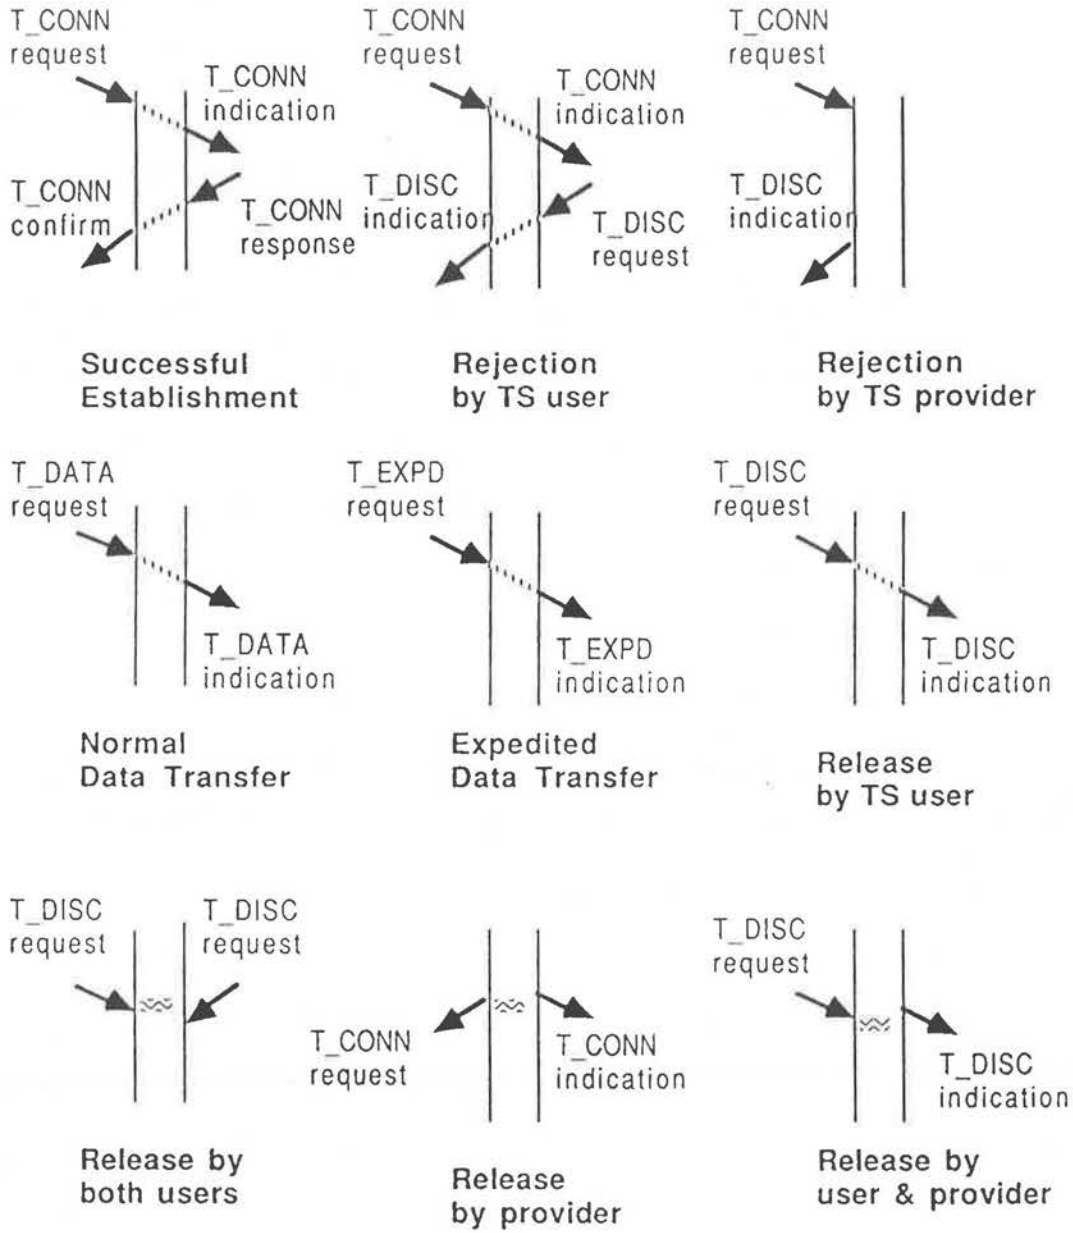 T_CONN
request
T_CONN
indication
T_CONN
confirm
T_CONN
response
Successful
Establishment
T_CONN
request
T_CONN
indication
T_DISC
indication
T_DISC
request
Rejection
by TS user
T_CONN
request
T_DISC
indication
Rejection
by TS provider
T_DATA
request
T_DATA
indication
Normal
Data Transfer
T_EXPD
request
T_EXPD
indication
Expedited
Data Transfer
T_DISC
request
T_DISC
indication
Release
by TS user
T_DISC
request
T_DISC
request
Release by
both users
T_CONN
request
T_CONN
indication
Release
by provider
T_DISC
request
T_DISC
indication
Release by
user & provider